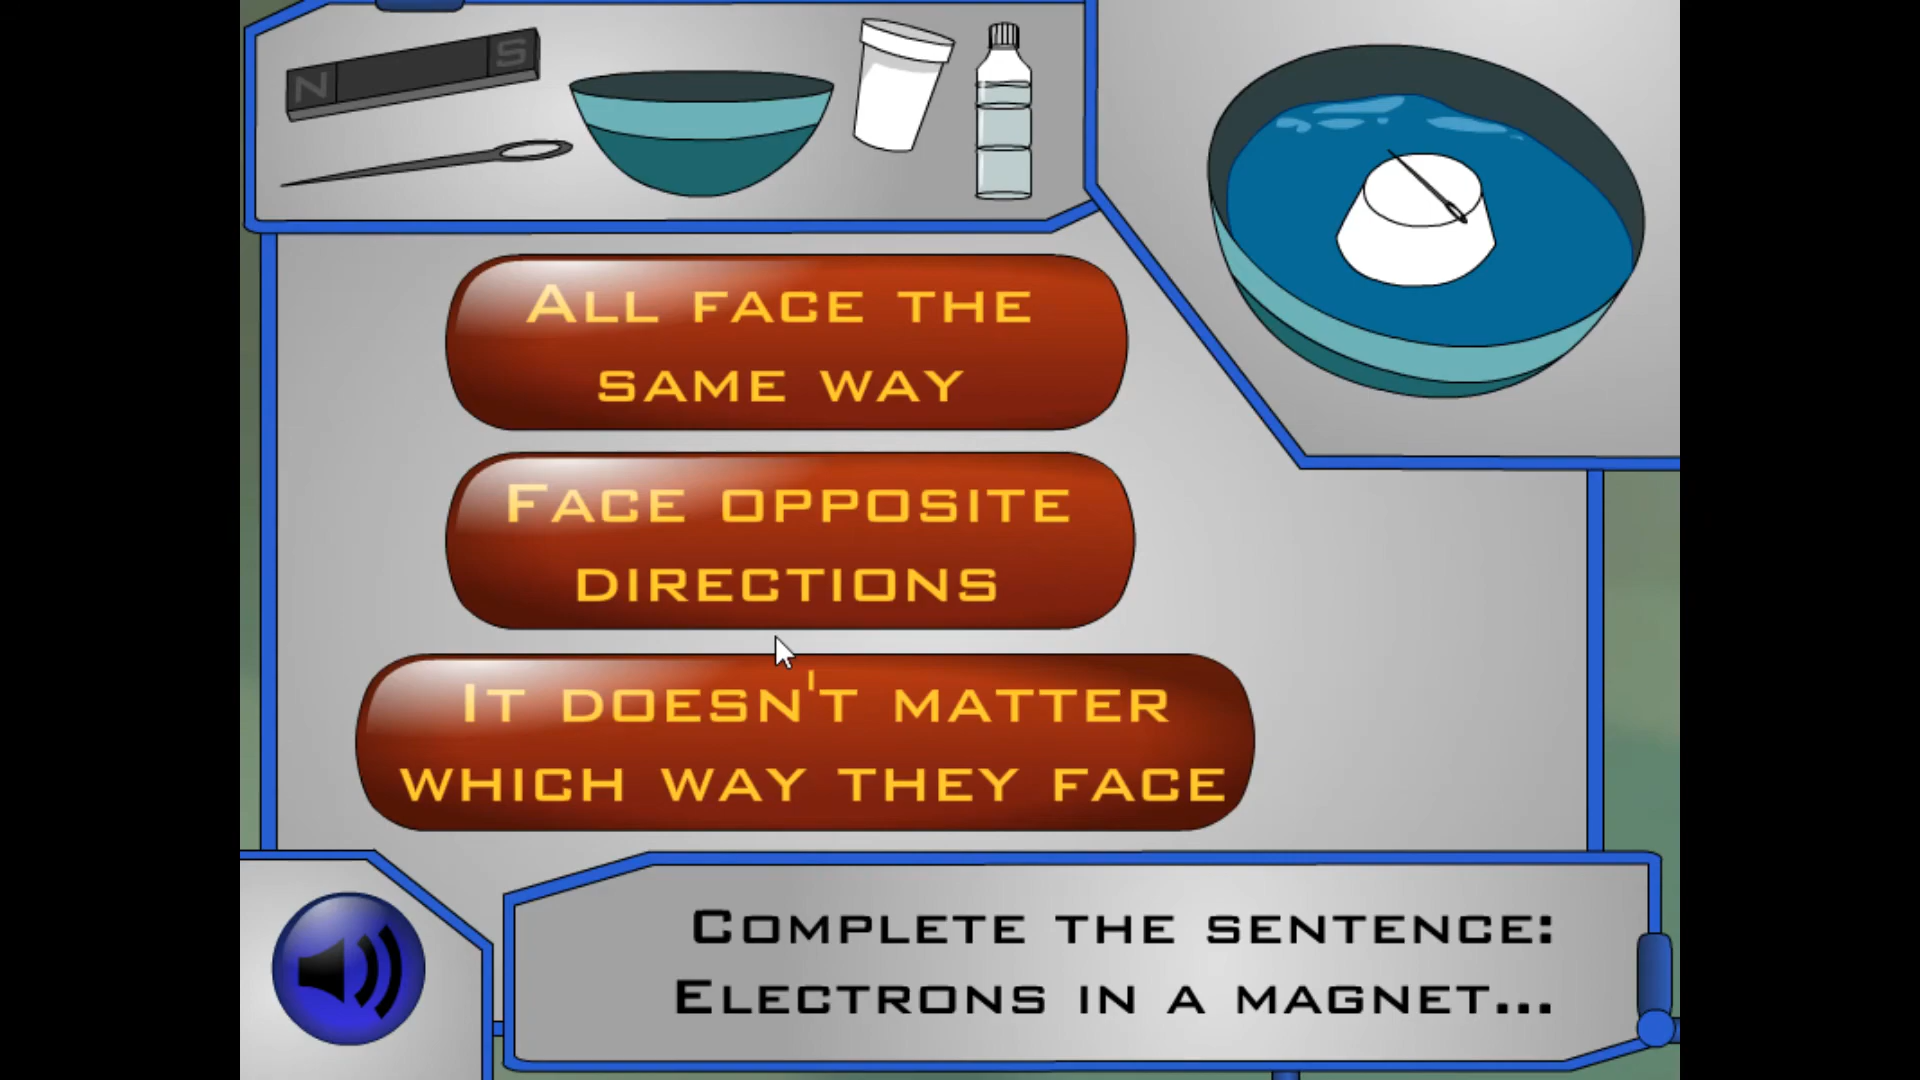 N S
All face the
same way
Face opposite
directions
It doesn't matter
which way they face
Complete the sentence:
Electrons in a magnet...